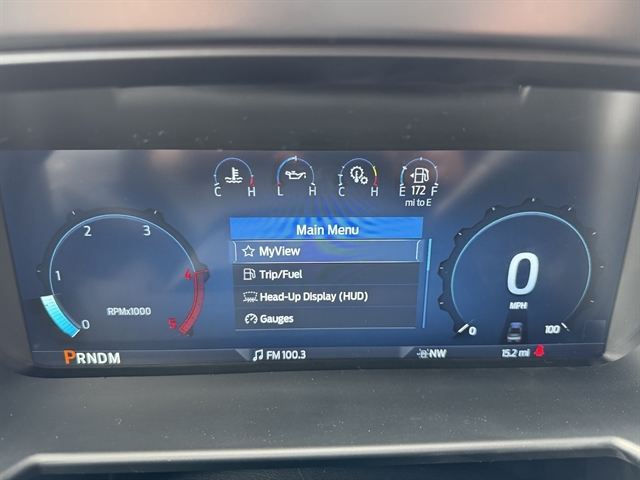 C H L H C H E 172 F
mi to E
Main Menu
MyView
Trip/Fuel
Head-Up Display (HUD)
Gauges
0 1 2 3 4 5
RPMx1000
0
MPH
0 100
PRNDM
FM 100.3
NW
15.2 mi